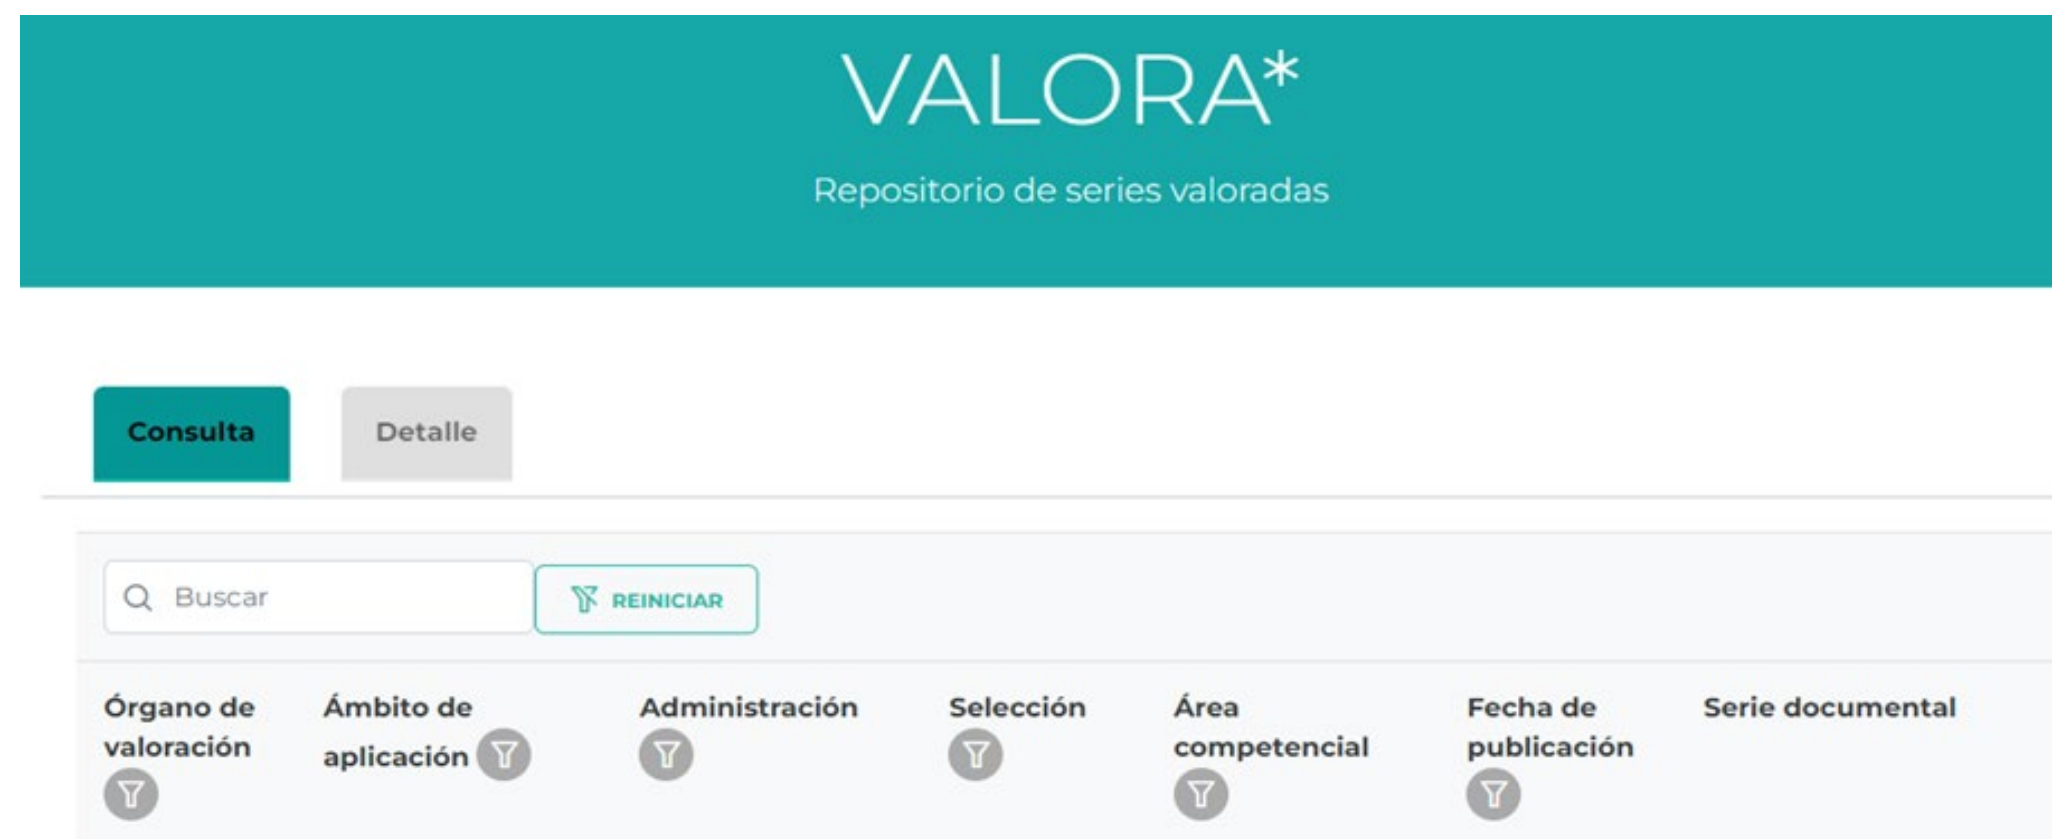 VALORA*
Repositorio de series valoradas
Consulta
Detalle
Buscar
REINICIAR
Órgano de
valoración
Ámbito de
aplicación
Administración
Selección
Área
competencial
Fecha de
publicación
Serie documental